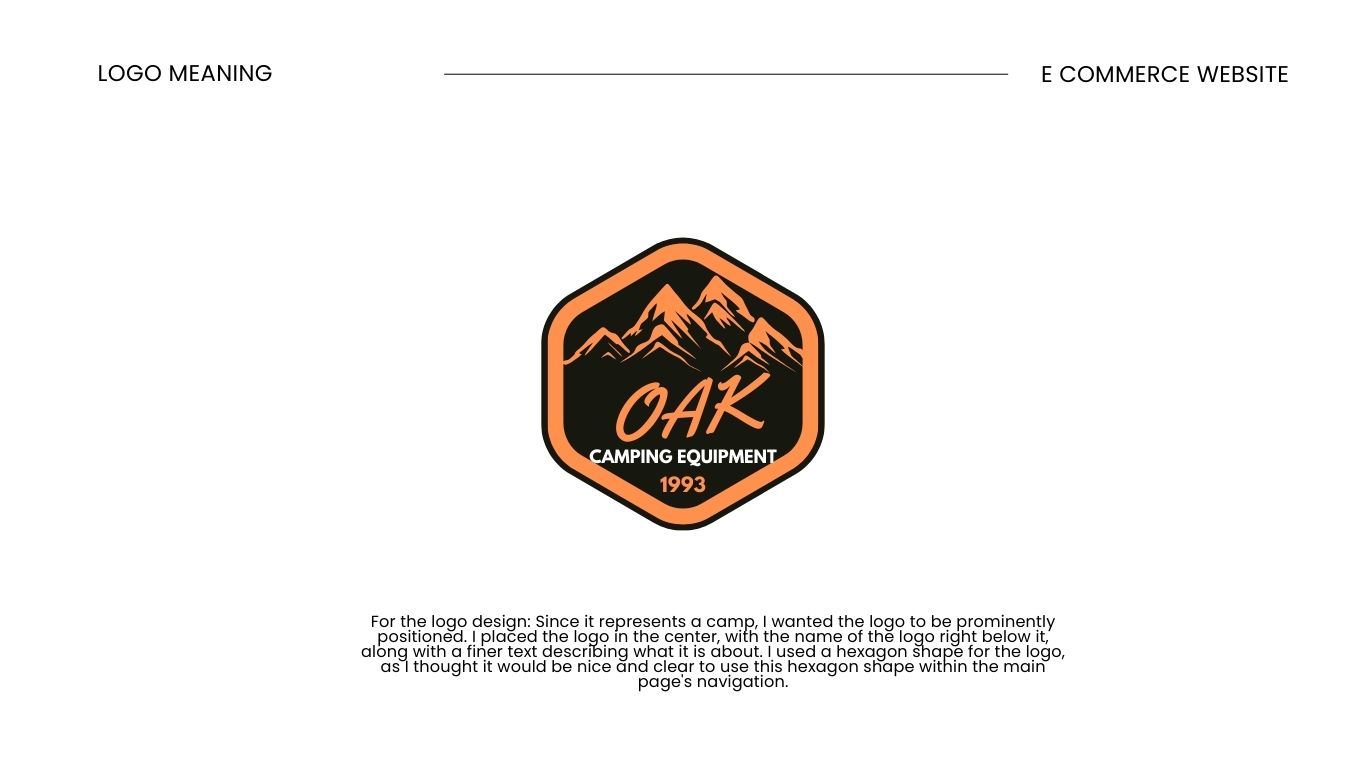 LOGO MEANING
E COMMERCE WEBSITE
OAK
CAMPING EQUIPMENT
1993
For the logo design: Since it represents a camp, I wanted the logo to be prominently
positioned. I placed the logo in the center, with the name of the logo right below it,
along with a finer text describing what it is about. I used a hexagon shape for the logo,
as I thought it would be nice and clear to use this hexagon shape within the main
page's navigation.